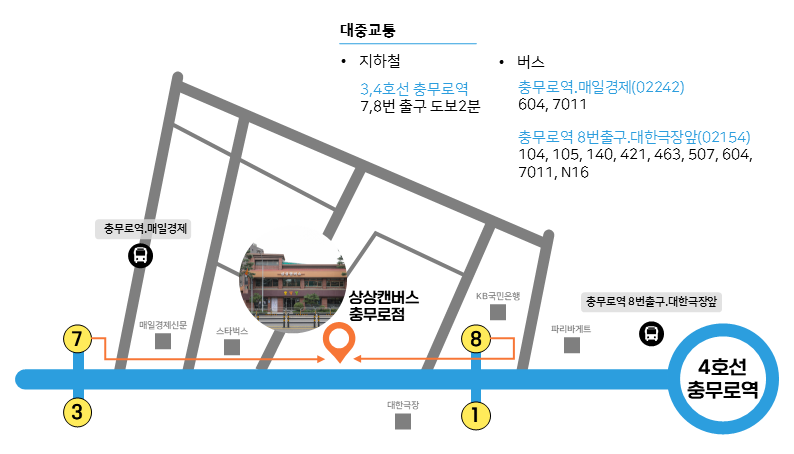 대중교통
• 지하철
3,4호선 충무로역
7,8번 출구 도보2분
• 버스
충무로역.매일경제(02242)
604, 7011
충무로역 8번출구.대한극장앞(02154)
104, 105, 140, 421, 463, 507, 604,
7011, N16
충무로역.매일경제
상상캔버스
충무로점
KB국민은행
충무로역 8번출구.대한극장앞
매일경제신문
스타벅스
파리바게트
7
8
4호선
충무로역
3
대한극장
1